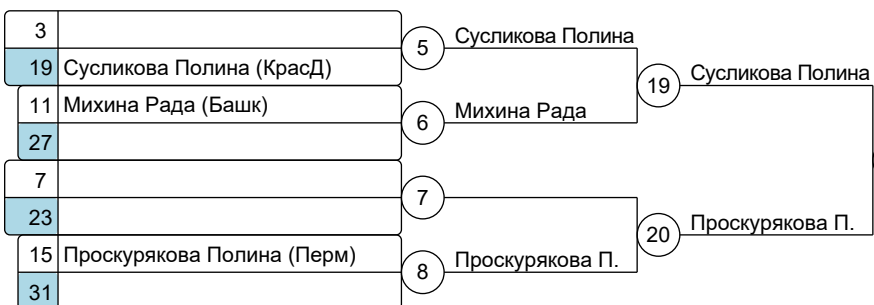 3
5
Сусликова Полина
19 Сусликова Полина (КрасД)
19
Сусликова Полина
11 Михина Рада (Башк)
6
Михина Рада
27
7
7
23
20
Проскурякова П.
15 Проскурякова Полина (Перм)
8
Проскурякова П.
31